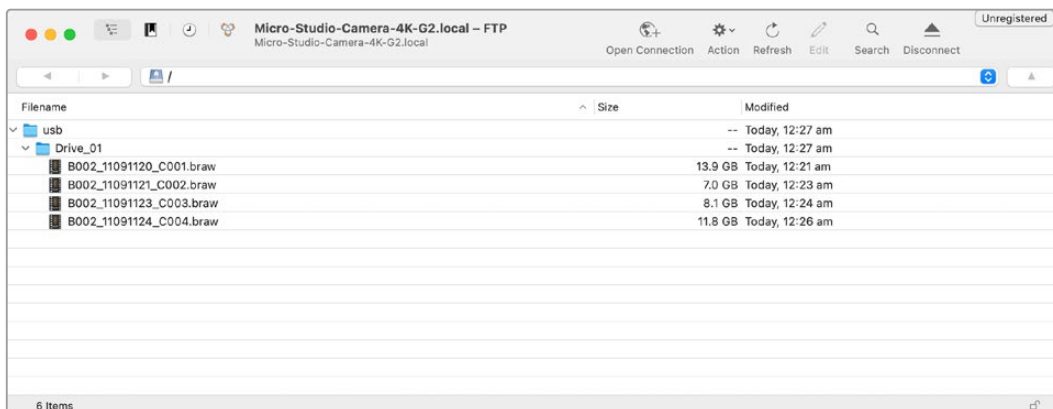 Unregistered
Micro-Studio-Camera-4K-G2.local – FTP
Micro-Studio-Camera-4K-G2.local
Open Connection Action Refresh Edit Search Disconnect
/
Filename Size Modified
usb -- Today, 12:27 am
Drive_01 -- Today, 12:27 am
B002_11091120_C001.braw 13.9 GB Today, 12:21 am
B002_11091121_C002.braw 7.0 GB Today, 12:23 am
B002_11091123_C003.braw 8.1 GB Today, 12:24 am
B002_11091124_C004.braw 11.8 GB Today, 12:26 am
6 Items